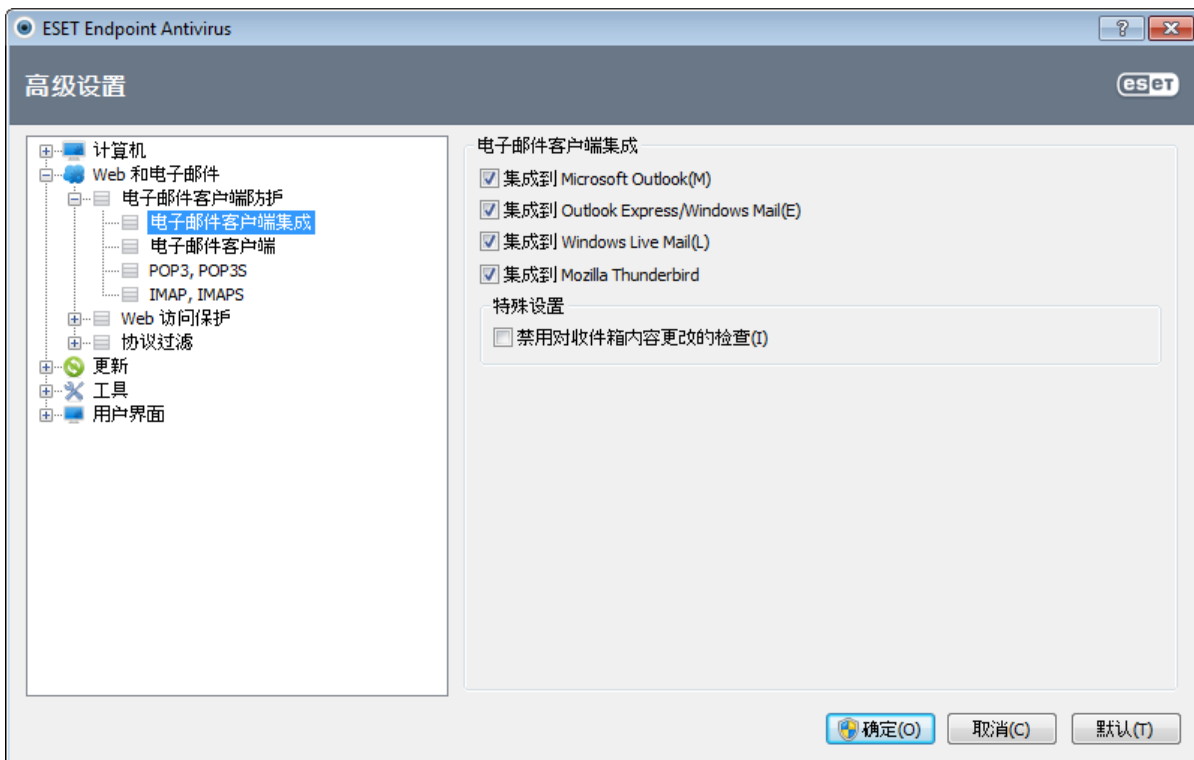 ESET Endpoint Antivirus
高级设置
eset
计算机
Web 和电子邮件
电子邮件客户端防护
电子邮件客户端集成
电子邮件客户端
POP3, POP3S
IMAP, IMAPS
Web 访问保护
协议过滤
更新
工具
用户界面
电子邮件客户端集成
集成到 Microsoft Outlook(M)
集成到 Outlook Express/Windows Mail(E)
集成到 Windows Live Mail(L)
集成到 Mozilla Thunderbird
特殊设置
禁用对收件箱内容更改的检查(I)
确定(O) 取消(C) 默认(T)